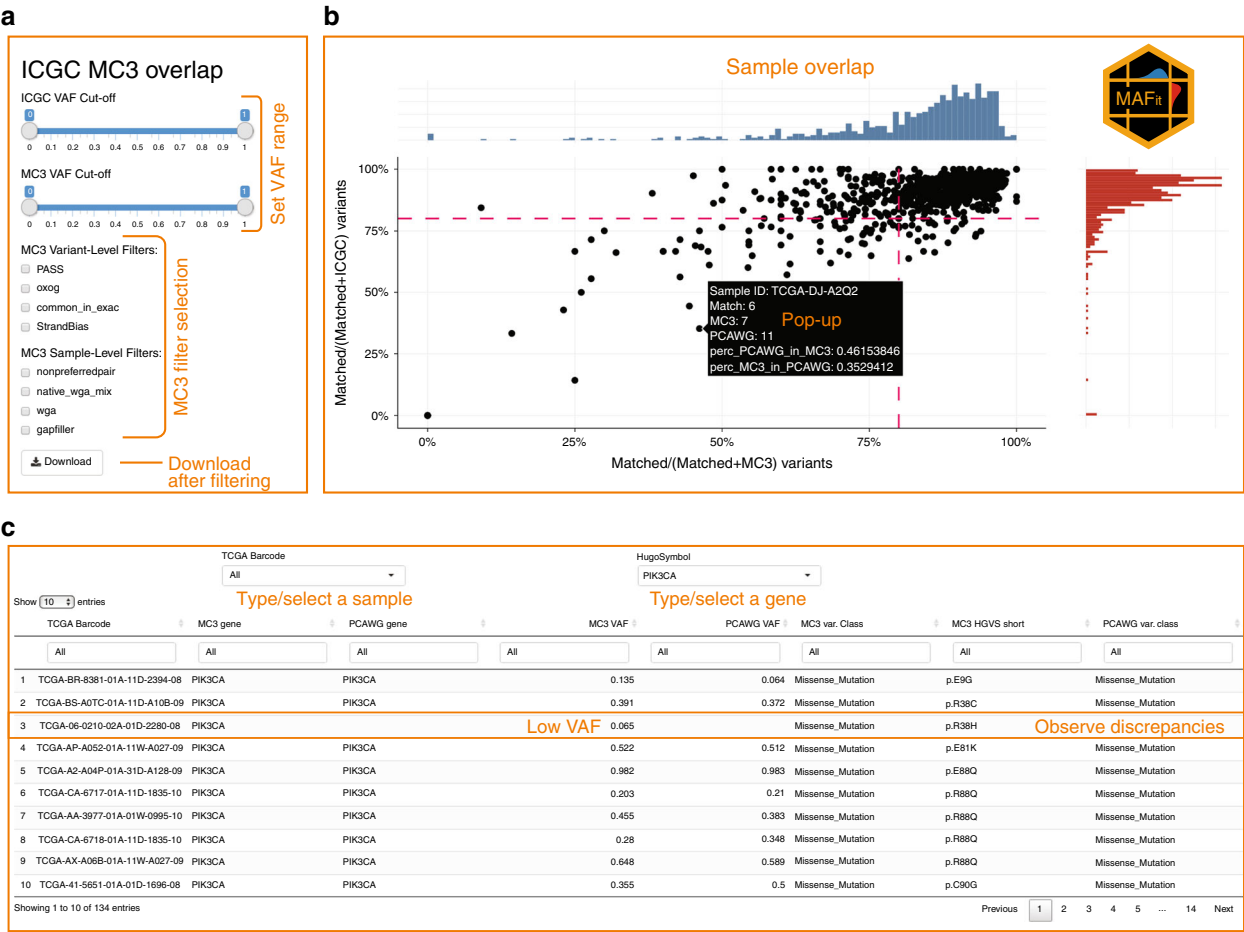 a
ICGC MC3 overlap
ICGC VAF Cut-off
0 1
0 0.1 0.2 0.3 0.4 0.5 0.6 0.7 0.8 0.9 1
MC3 VAF Cut-off
0 1
0 0.1 0.2 0.3 0.4 0.5 0.6 0.7 0.8 0.9 1
Set VAF range
MC3 Variant-Level Filters:
PASS
oxog
common_in_exac
StrandBias
MC3 Sample-Level Filters:
nonpreferredpair
native_wga_mix
wga
gapfiller
MC3 filter selection
Download
Download
after filtering
b
Sample overlap
MAFit
100%
75%
50%
25%
0%
Matched/(Matched+ICGC) variants
Sample ID: TCGA-DJ-A2Q2
Match: 6
MC3: 7
PCAWG: 11
perc_PCAWG_in_MC3: 0.46153846
perc_MC3_in_PCAWG: 0.3529412
Pop-up
0% 25% 50% 75% 100%
Matched/(Matched+MC3) variants
c
TCGA Barcode HugoSymbol
All PIK3CA
Type/select a sample Type/select a gene
Show 10 entries
TCGA Barcode MC3 gene PCAWG gene MC3 VAF PCAWG VAF MC3 var. Class MC3 HGVS short PCAWG var. class
All All All All All All All All
1 TCGA-BR-8381-01A-11D-2394-08 PIK3CA PIK3CA 0.135 0.064 Missense_Mutation p.E9G Missense_Mutation
2 TCGA-BS-A0TC-01A-11D-A10B-09 PIK3CA PIK3CA 0.391 0.372 Missense_Mutation p.R38C Missense_Mutation
3 TCGA-06-0210-02A-01D-2280-08 PIK3CA Low VAF 0.065 Missense_Mutation p.R38H Observe discrepancies
4 TCGA-AP-A052-01A-11W-A027-09 PIK3CA PIK3CA 0.522 0.512 Missense_Mutation p.E81K Missense_Mutation
5 TCGA-A2-A04P-01A-31D-A128-09 PIK3CA PIK3CA 0.982 0.983 Missense_Mutation p.E88Q Missense_Mutation
6 TCGA-CA-6717-01A-11D-1835-10 PIK3CA PIK3CA 0.203 0.21 Missense_Mutation p.R88Q Missense_Mutation
7 TCGA-AA-3977-01A-01W-0995-10 PIK3CA PIK3CA 0.455 0.383 Missense_Mutation p.R88Q Missense_Mutation
8 TCGA-CA-6718-01A-11D-1835-10 PIK3CA PIK3CA 0.28 0.348 Missense_Mutation p.R88Q Missense_Mutation
9 TCGA-AX-A06B-01A-11W-A027-09 PIK3CA PIK3CA 0.648 0.589 Missense_Mutation p.R88Q Missense_Mutation
10 TCGA-41-5651-01A-01D-1696-08 PIK3CA PIK3CA 0.355 0.5 Missense_Mutation p.C90G Missense_Mutation
Showing 1 to 10 of 134 entries Previous 1 2 3 4 5 ... 14 Next